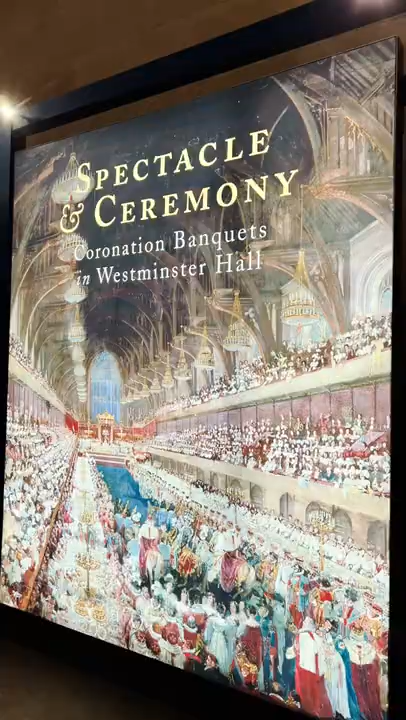 SPECTACLE
& CEREMONY
Coronation Banquets
in Westminster Hall